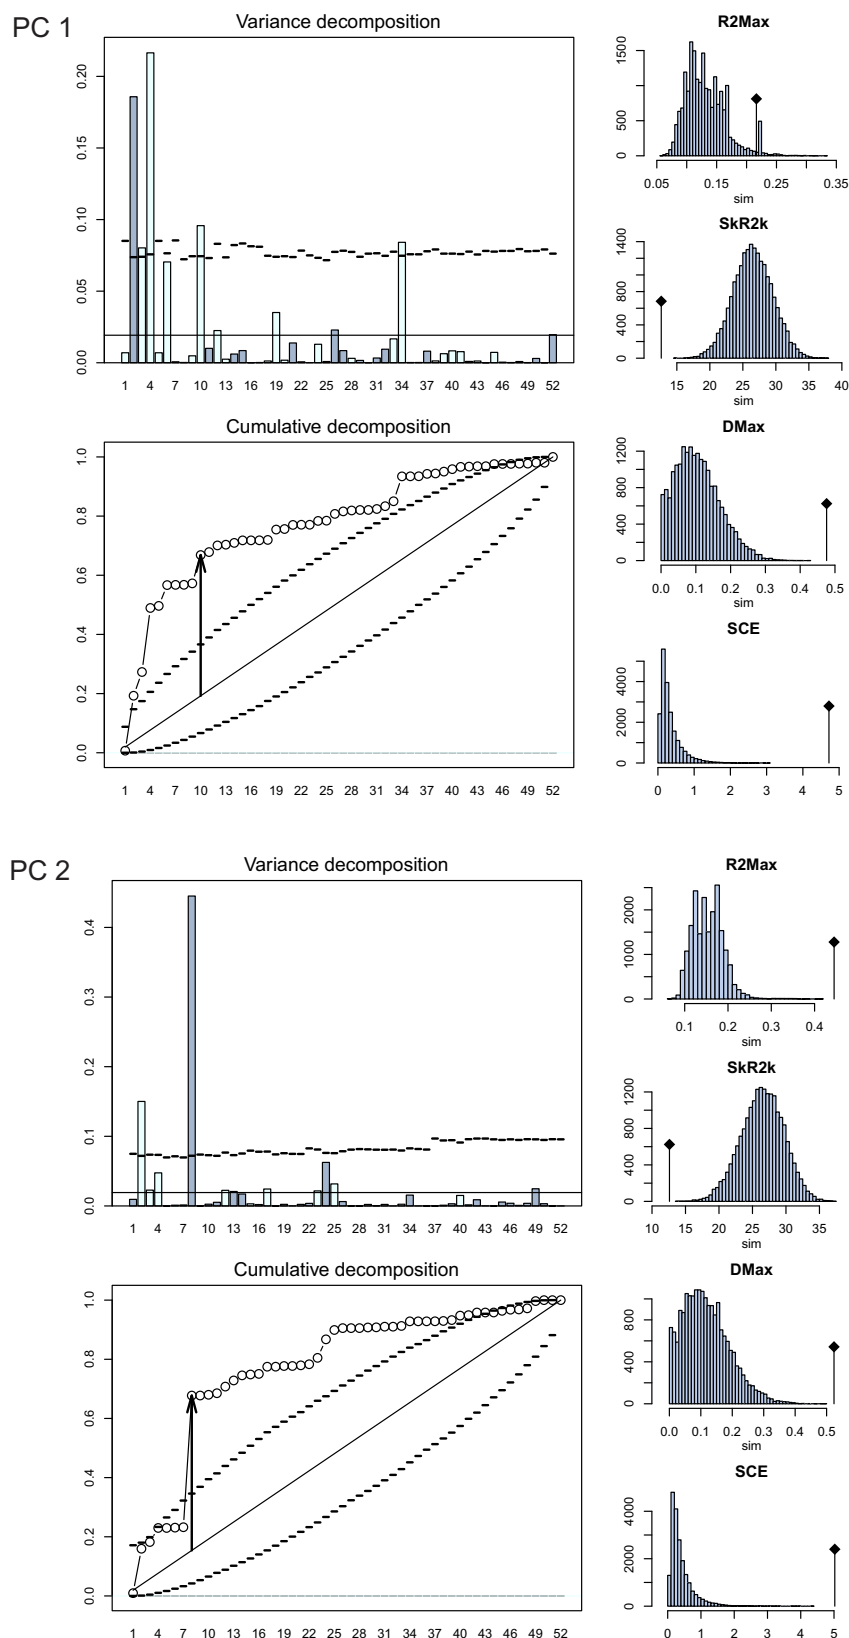 PC 1
Variance decomposition
0.00 0.05 0.10 0.15 0.20
1 4 7 10 13 16 19 22 25 28 31 34 37 40 43 46 49 52
R2Max
0 500 1500
0.05 0.15 0.25 0.35
sim
SkR2k
0 400 800 1400
15 20 25 30 35 40
sim
Cumulative decomposition
0.0 0.2 0.4 0.6 0.8 1.0
1 4 7 10 13 16 19 22 25 28 31 34 37 40 43 46 49 52
DMax
0 400 800 1200
0.0 0.1 0.2 0.3 0.4 0.5
sim
SCE
0 2000 4000
0 1 2 3 4 5
PC 2
Variance decomposition
0.0 0.1 0.2 0.3 0.4
1 4 7 10 13 16 19 22 25 28 31 34 37 40 43 46 49 52
R2Max
0 1000 2000
0.1 0.2 0.3 0.4
sim
SkR2k
0 400 800 1200
10 15 20 25 30 35
sim
Cumulative decomposition
0.0 0.2 0.4 0.6 0.8 1.0
1 4 7 10 13 16 19 22 25 28 31 34 37 40 43 46 49 52
DMax
0 400 800
0.0 0.1 0.2 0.3 0.4 0.5
sim
SCE
0 2000 4000
0 1 2 3 4 5